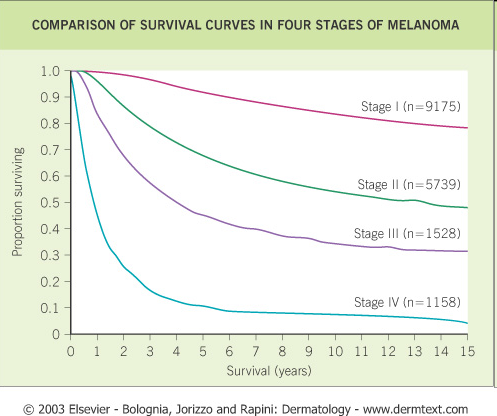 COMPARISON OF SURVIVAL CURVES IN FOUR STAGES OF MELANOMA
1.0
0.9
0.8
0.7
0.6
0.5
0.4
0.3
0.2
0.1
0
Proportion surviving
Stage I (n=9175)
Stage II (n=5739)
Stage III (n=1528)
Stage IV (n=1158)
0 1 2 3 4 5 6 7 8 9 10 11 12 13 14 15
Survival (years)
© 2003 Elsevier - Bolognia, Jorizzo and Rapini: Dermatology - www.dermtext.com